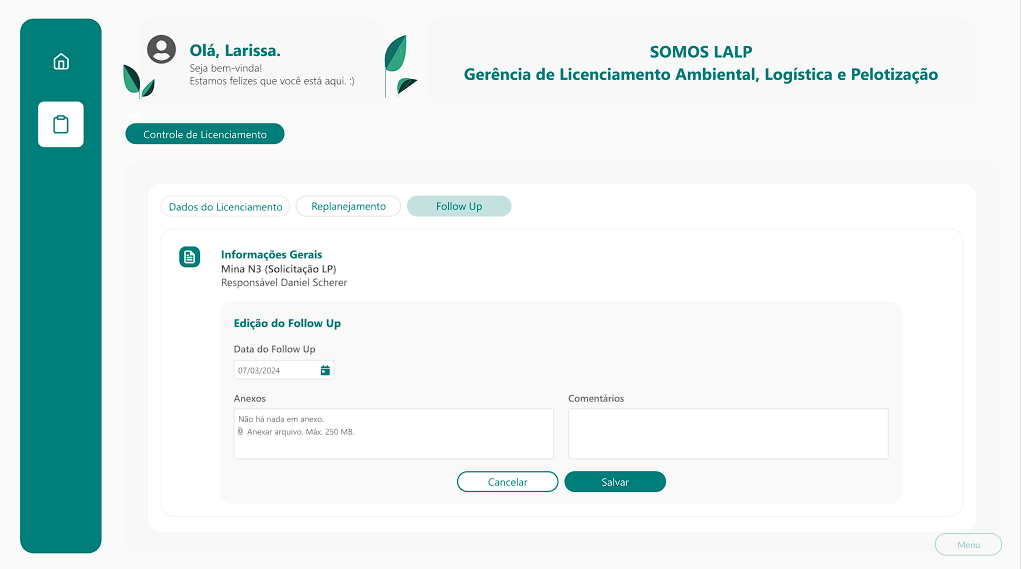 Olá, Larissa.
Seja bem-vinda!
Estamos felizes que você está aqui. :)
SOMOS LALP
Gerência de Licenciamento Ambiental, Logística e Pelotização
Controle de Licenciamento
Dados do Licenciamento
Replanejamento
Follow Up
Informações Gerais
Mina N3 (Solicitação LP)
Responsável Daniel Scherer
Edição do Follow Up
Data do Follow Up
07/03/2024
Anexos
Comentários
Não há nada em anexo.
Anexar arquivo. Máx. 250 MB.
Cancelar
Salvar
Menu